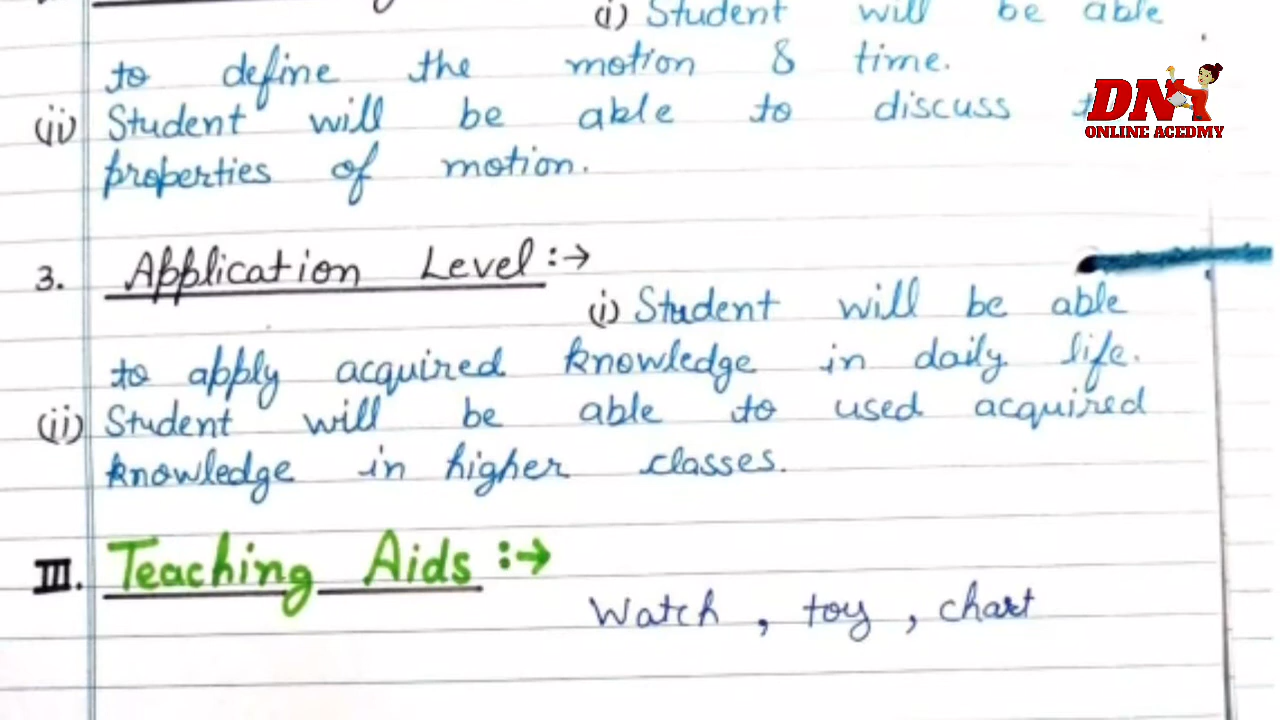 (i) Student will be able
to define the motion & time.
(ii) Student will be able to discuss
properties of motion.
DN
ONLINE ACEDMY
3. Application Level :→
(i) Student will be able
to apply acquired knowledge in daily life.
(ii) Student will be able to used acquired
knowledge in higher classes.
III. Teaching Aids :→
Watch , toy , chart